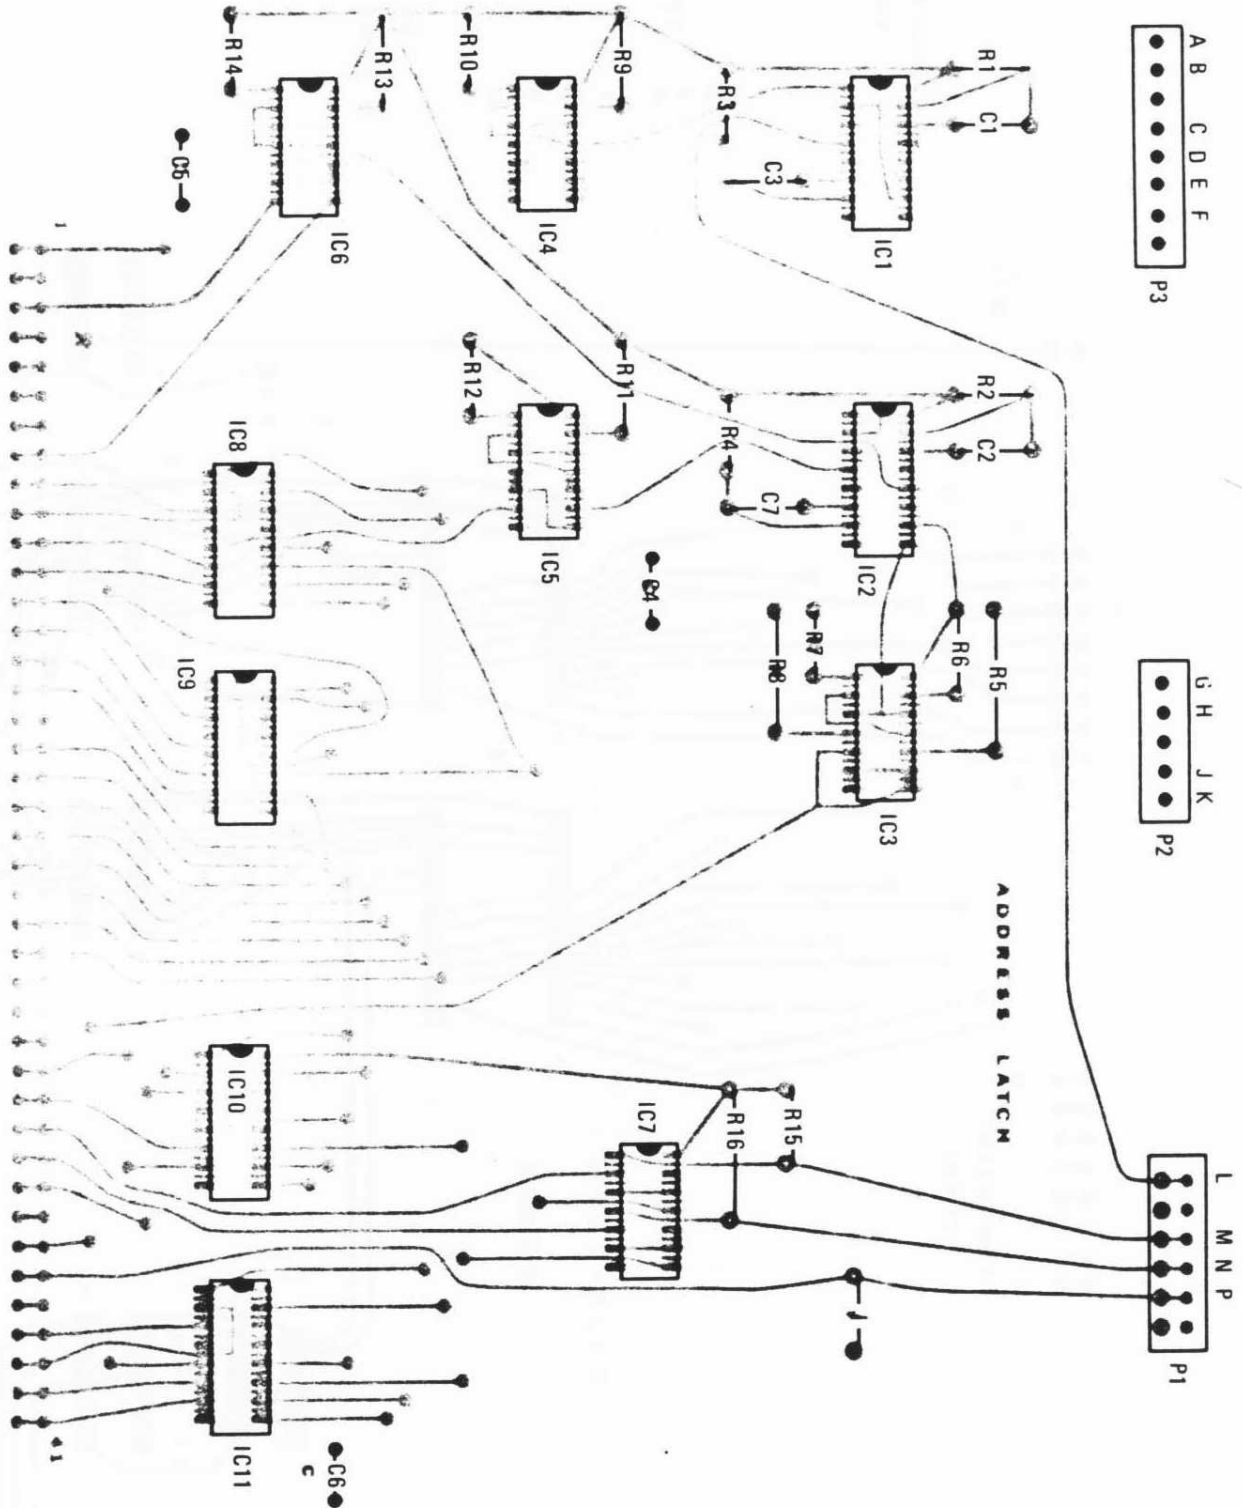 A B C D E F
P3
R14
R13
R10
R9
R3
R1
C1
C3
C5
IC6
IC4
IC1
1
R12
R11
R4
R2
C2
C7
IC8
IC5
IC2
C4
R7
R8
R6
R5
IC9
IC3
G H J K
P2
ADDRESS LATCH
IC10
IC7
R16
R15
L M N P
P1
J
IC11
C6
C
41